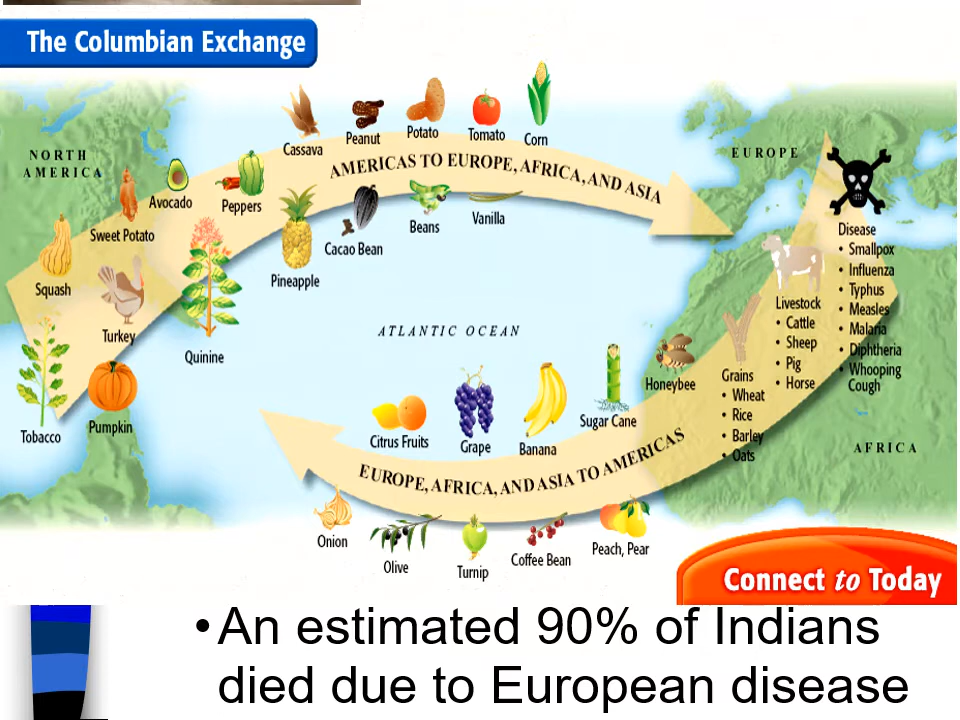 The Columbian Exchange
Cassava
Peanut
Potato
Tomato
Corn
NORTH
AMERICA
AMERICAS TO EUROPE, AFRICA, AND ASIA
EUROPE
Avocado
Peppers
Sweet Potato
Squash
Turkey
Quinine
Pineapple
Cacao Bean
Beans
Vanilla
Tobacco
Pumpkin
ATLANTIC OCEAN
Disease
• Smallpox
• Influenza
• Typhus
• Measles
• Malaria
• Diphtheria
• Whooping
Cough
Livestock
• Cattle
• Sheep
• Pig
• Horse
Honeybee
Grains
• Wheat
• Rice
• Barley
• Oats
Citrus Fruits
Grape
Banana
Sugar Cane
AFRICA
EUROPE, AFRICA, AND ASIA TO AMERICAS
Onion
Olive
Turnip
Coffee Bean
Peach, Pear
Connect to Today
• An estimated 90% of Indians
died due to European disease